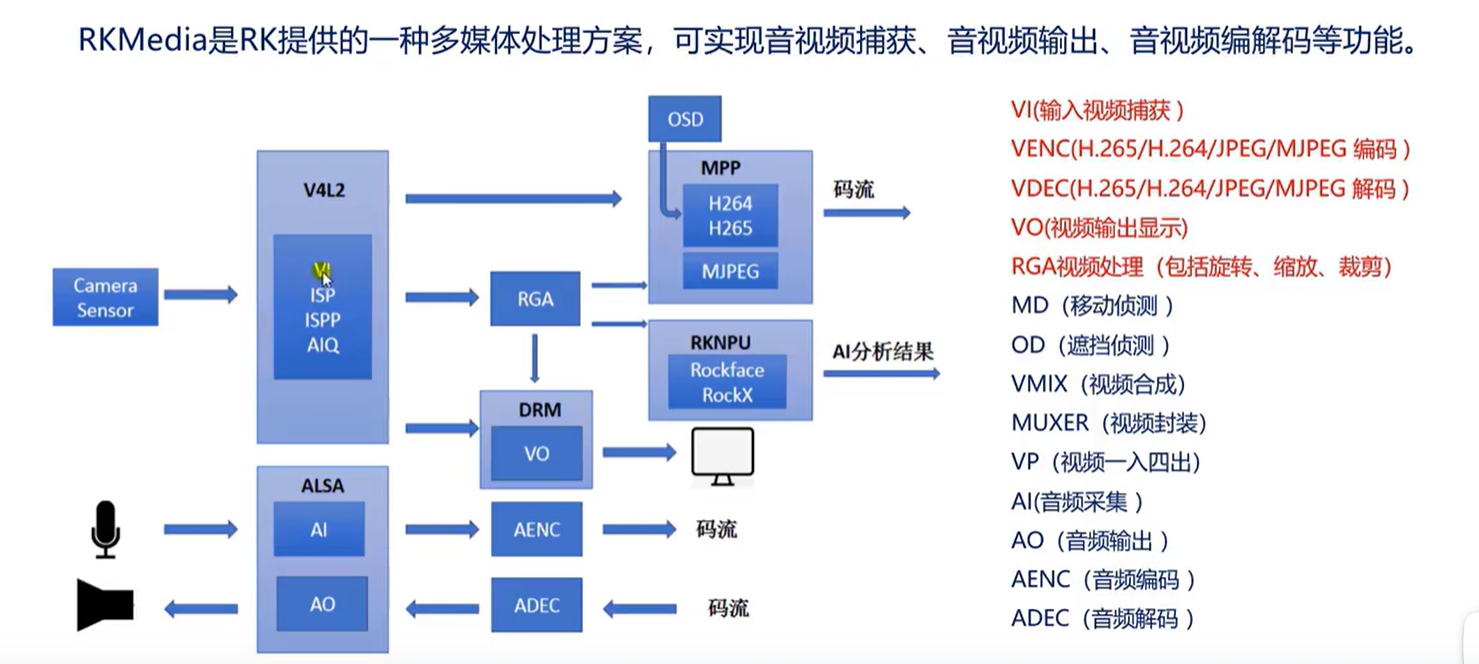 RKMedia是RK提供的一种多媒体处理方案，可实现音视频捕获、音视频输出、音视频编解码等功能。
OSD
V4L2
VI
ISP
ISPP
AIQ
Camera
Sensor
MPP
H264
H265
MJPEG
码流
RGA
RKNPU
Rockface
RockX
AI分析结果
DRM
VO
ALSA
AI
AENC
码流
AO
ADEC
码流
VI(输入视频捕获 )
VENC(H.265/H.264/JPEG/MJPEG 编码 )
VDEC(H.265/H.264/JPEG/MJPEG 解码 )
VO(视频输出显示)
RGA视频处理（包括旋转、缩放、裁剪）
MD（移动侦测 ）
OD（遮挡侦测 ）
VMIX（视频合成）
MUXER（视频封装）
VP（视频一入四出）
AI(音频采集 ）
AO（音频输出 ）
AENC（音频编码 ）
ADEC（音频解码 ）